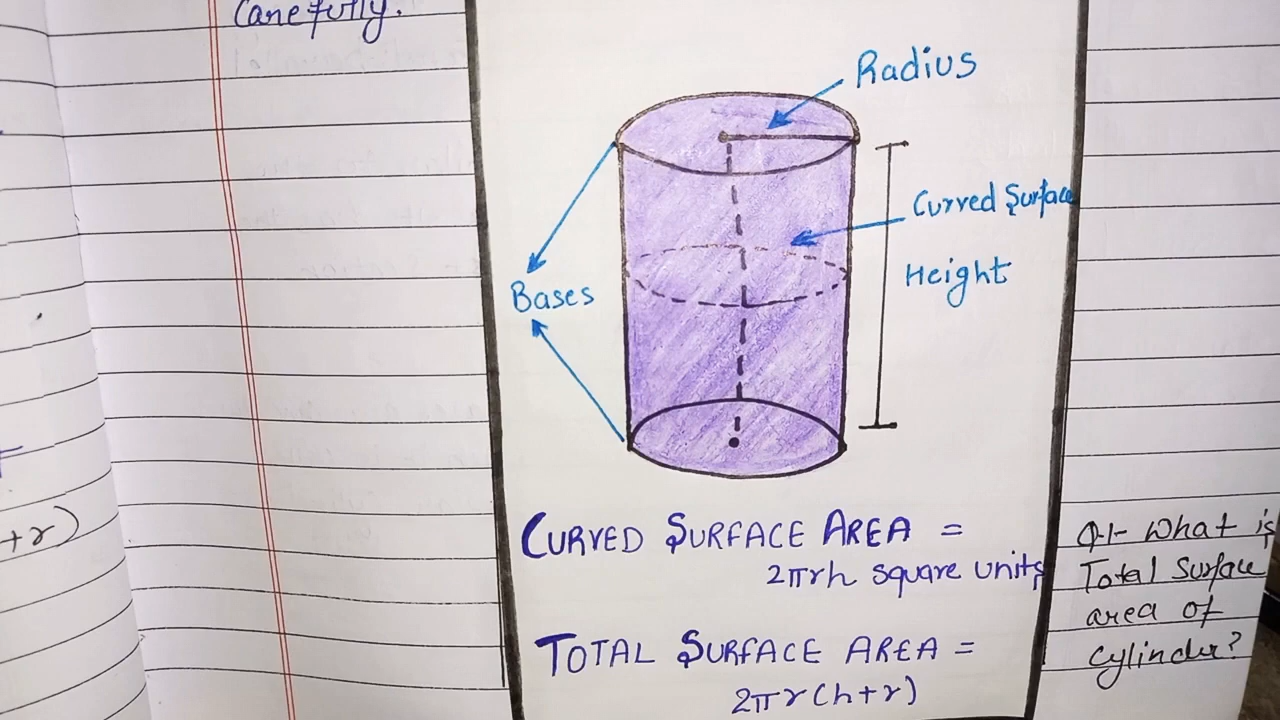 Carefully.
+r)
Radius
Curved Surface
Height
Bases
CURVED SURFACE AREA =
2πrh square units
TOTAL SURFACE AREA =
2πr(h+r)
Q1- What is
Total Surface
area of
Cylinder?